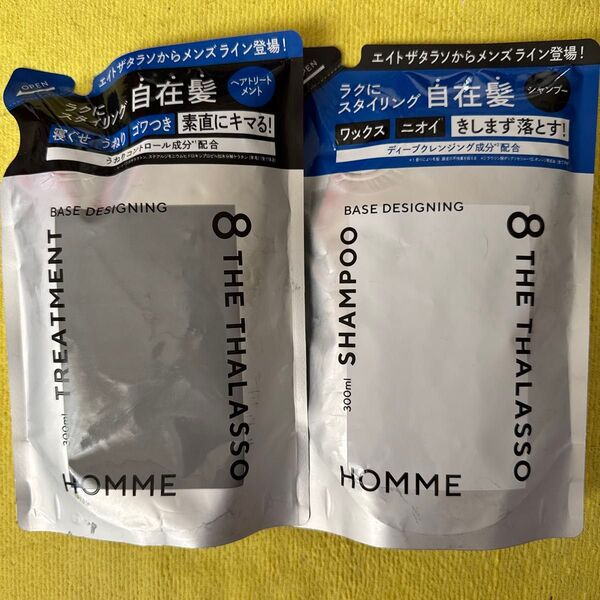 OPEN
エイトザタラソからメンズライン登場!
ラクに
スタイリング
自在髪
ヘアトリート
メント
寝ぐせ うねり ゴワつき 素直にキマる!
うねりコントロール成分*¹配合
BASE DESIGNING
TREATMENT
300ml
8 THE THALASSO
HOMME
エイトザタラソからメンズライン登場!
ラクに
スタイリング
自在髪
シャンプー
ワックス ニオイ きしまず落とす!
ディープクレンジング成分*²配合
BASE DESIGNING
SHAMPOO
300ml
8 THE THALASSO
HOMME